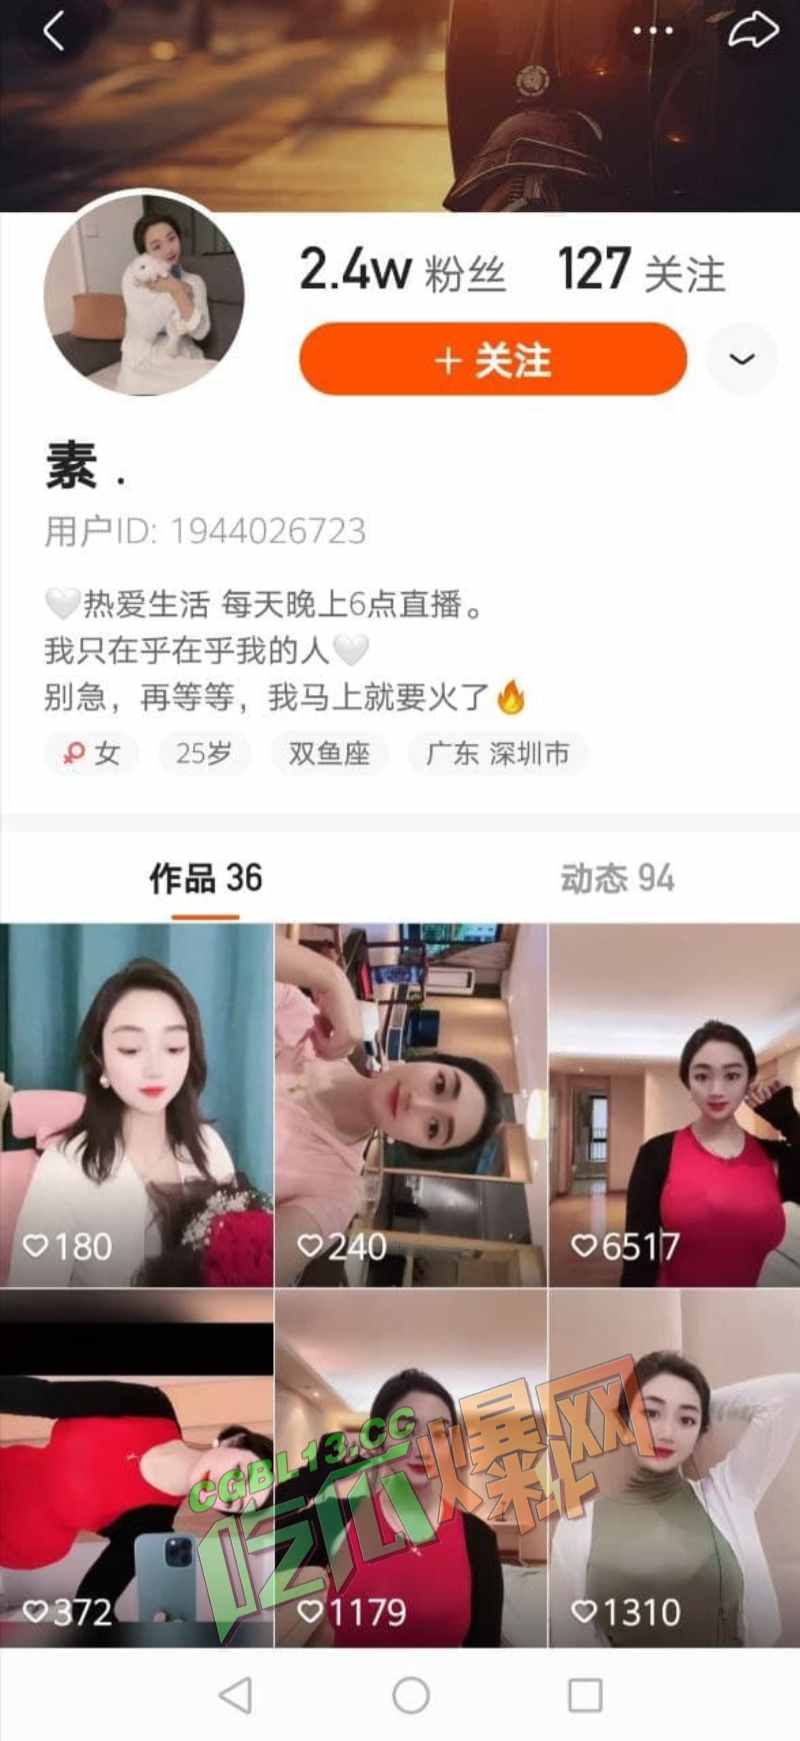 2.4w 粉丝 127 关注
+ 关注
素 .
用户ID: 1944026723
🤍热爱生活 每天晚上6点直播。
我只在乎在乎我的人🤍
别急，再等等，我马上就要火了🔥
女 25岁 双鱼座 广东 深圳市
作品 36 动态 94
180 240 6517
CGBL13.CC
吃瓜爆料网
372 1179 1310